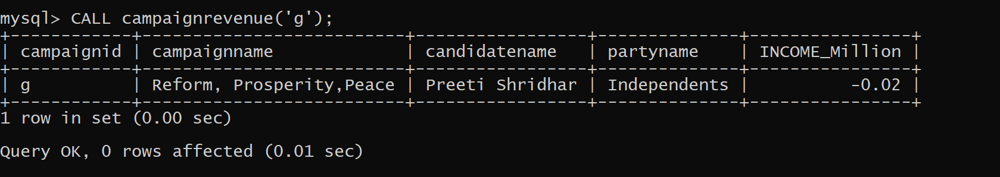 mysql> CALL campaignrevenue('g');
+------------+--------------------------+-----------------+--------------+----------------+
| campaignid | campaignname             | candidatename   | partyname    | INCOME_Million |
+------------+--------------------------+-----------------+--------------+----------------+
| g          | Reform, Prosperity,Peace | Preeti Shridhar | Independents |          -0.02 |
+------------+--------------------------+-----------------+--------------+----------------+
1 row in set (0.00 sec)
Query OK, 0 rows affected (0.01 sec)